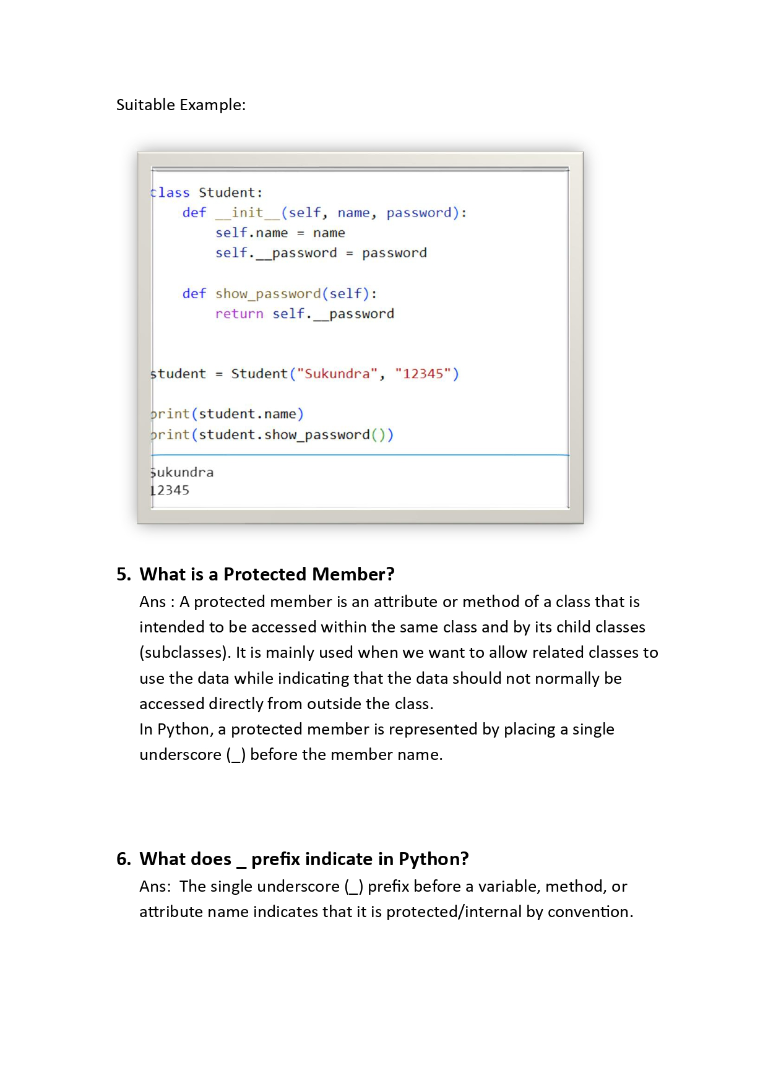 Suitable Example:
class Student:
    def __init__(self, name, password):
        self.name = name
        self.__password = password
    def show_password(self):
        return self.__password
student = Student("Sukundra", "12345")
print(student.name)
print(student.show_password())
Sukundra
12345
5. What is a Protected Member?
Ans : A protected member is an attribute or method of a class that is
intended to be accessed within the same class and by its child classes
(subclasses). It is mainly used when we want to allow related classes to
use the data while indicating that the data should not normally be
accessed directly from outside the class.
In Python, a protected member is represented by placing a single
underscore (_) before the member name.
6. What does _ prefix indicate in Python?
Ans:  The single underscore (_) prefix before a variable, method, or
attribute name indicates that it is protected/internal by convention.